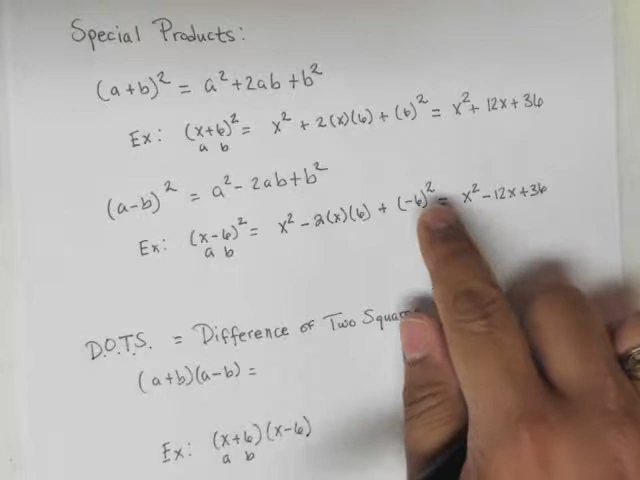 Special Products:
(a+b)² = a² + 2ab + b²
Ex: (x+6)² = x² + 2(x)(6) + (6)² = x² + 12x + 36
a b
(a-b)² = a² - 2ab + b²
Ex: (x-6)² = x² - 2(x)(6) + (-6)² = x² - 12x + 36
a b
D.O.T.S. = Difference of Two
(a+b)(a-b) =
Ex: (x+6)(x-6)
a b